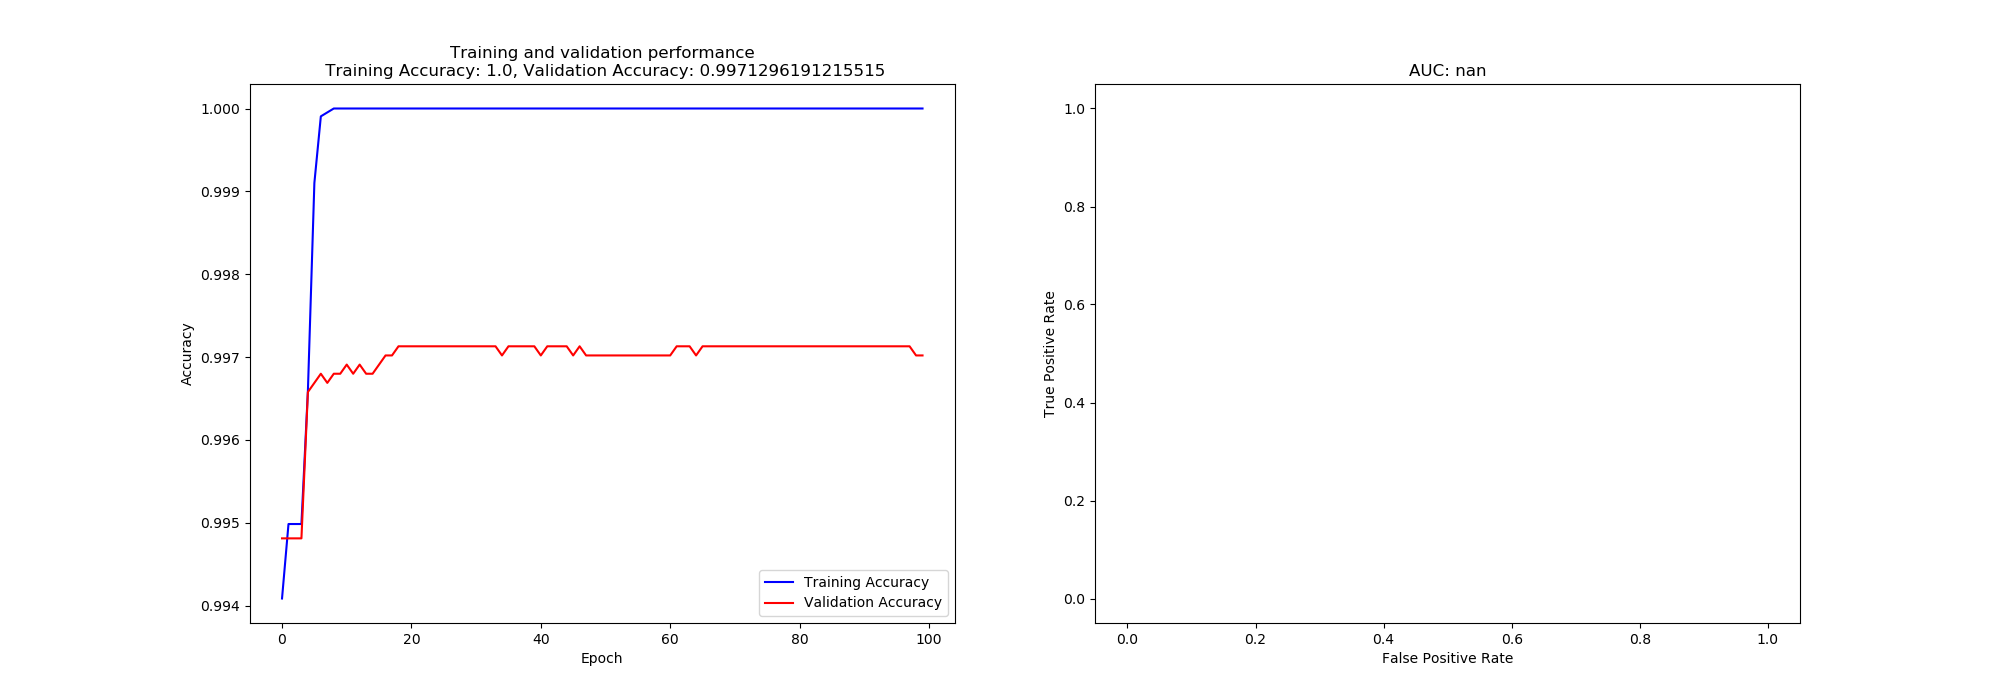 Training and validation performance
Training Accuracy: 1.0, Validation Accuracy: 0.9971296191215515
1.000
0.999
0.998
0.997
0.996
0.995
0.994
Accuracy
0
20
40
60
80
100
Epoch
Training Accuracy
Validation Accuracy
AUC: nan
1.0
0.8
0.6
0.4
0.2
0.0
True Positive Rate
0.0
0.2
0.4
0.6
0.8
1.0
False Positive Rate